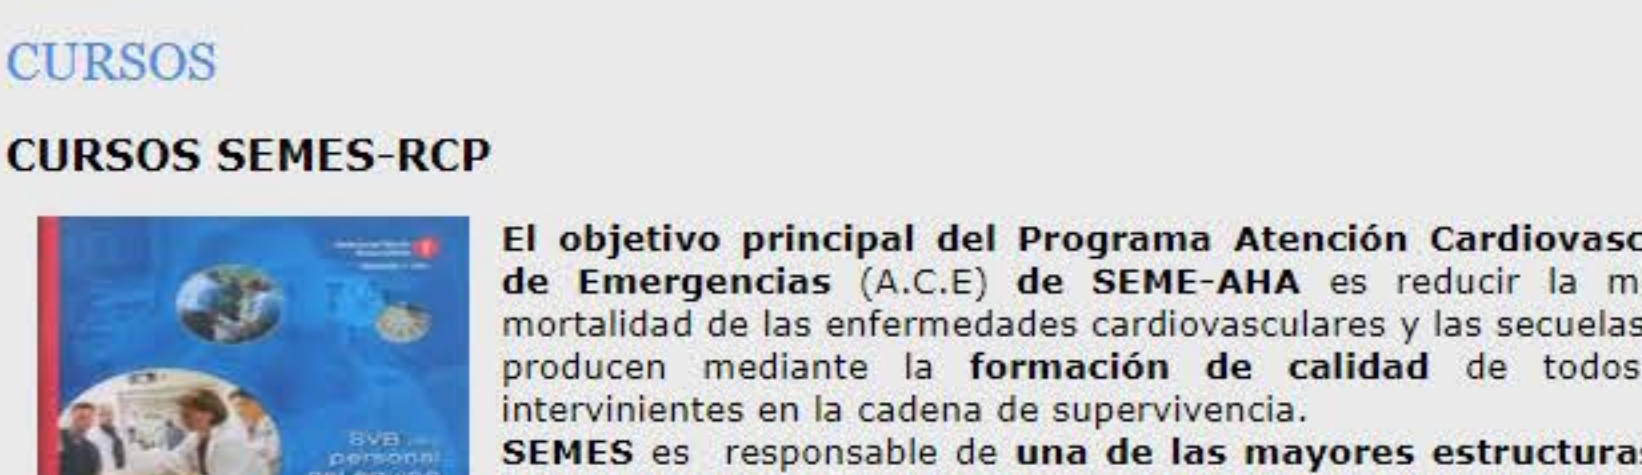 CURSOS
CURSOS SEMES-RCP
El objetivo principal del Programa Atención Cardiovasc
de Emergencias (A.C.E) de SEME-AHA es reducir la m
mortalidad de las enfermedades cardiovasculares y las secuelas
producen mediante la formación de calidad de todos
intervinientes en la cadena de supervivencia.
SEMES es responsable de una de las mayores estructuras
SVB
personal